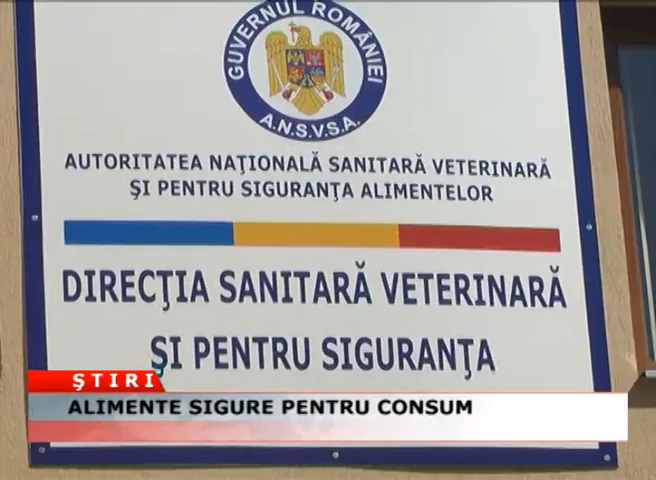 GUVERNUL ROMÂNIEI
A.N.S.V.S.A.
AUTORITATEA NAŢIONALĂ SANITARĂ VETERINARĂ
ŞI PENTRU SIGURANŢA ALIMENTELOR
DIRECŢIA SANITARĂ VETERINARĂ
ŞI PENTRU SIGURANŢA
ŞTIRI
ALIMENTE SIGURE PENTRU CONSUM